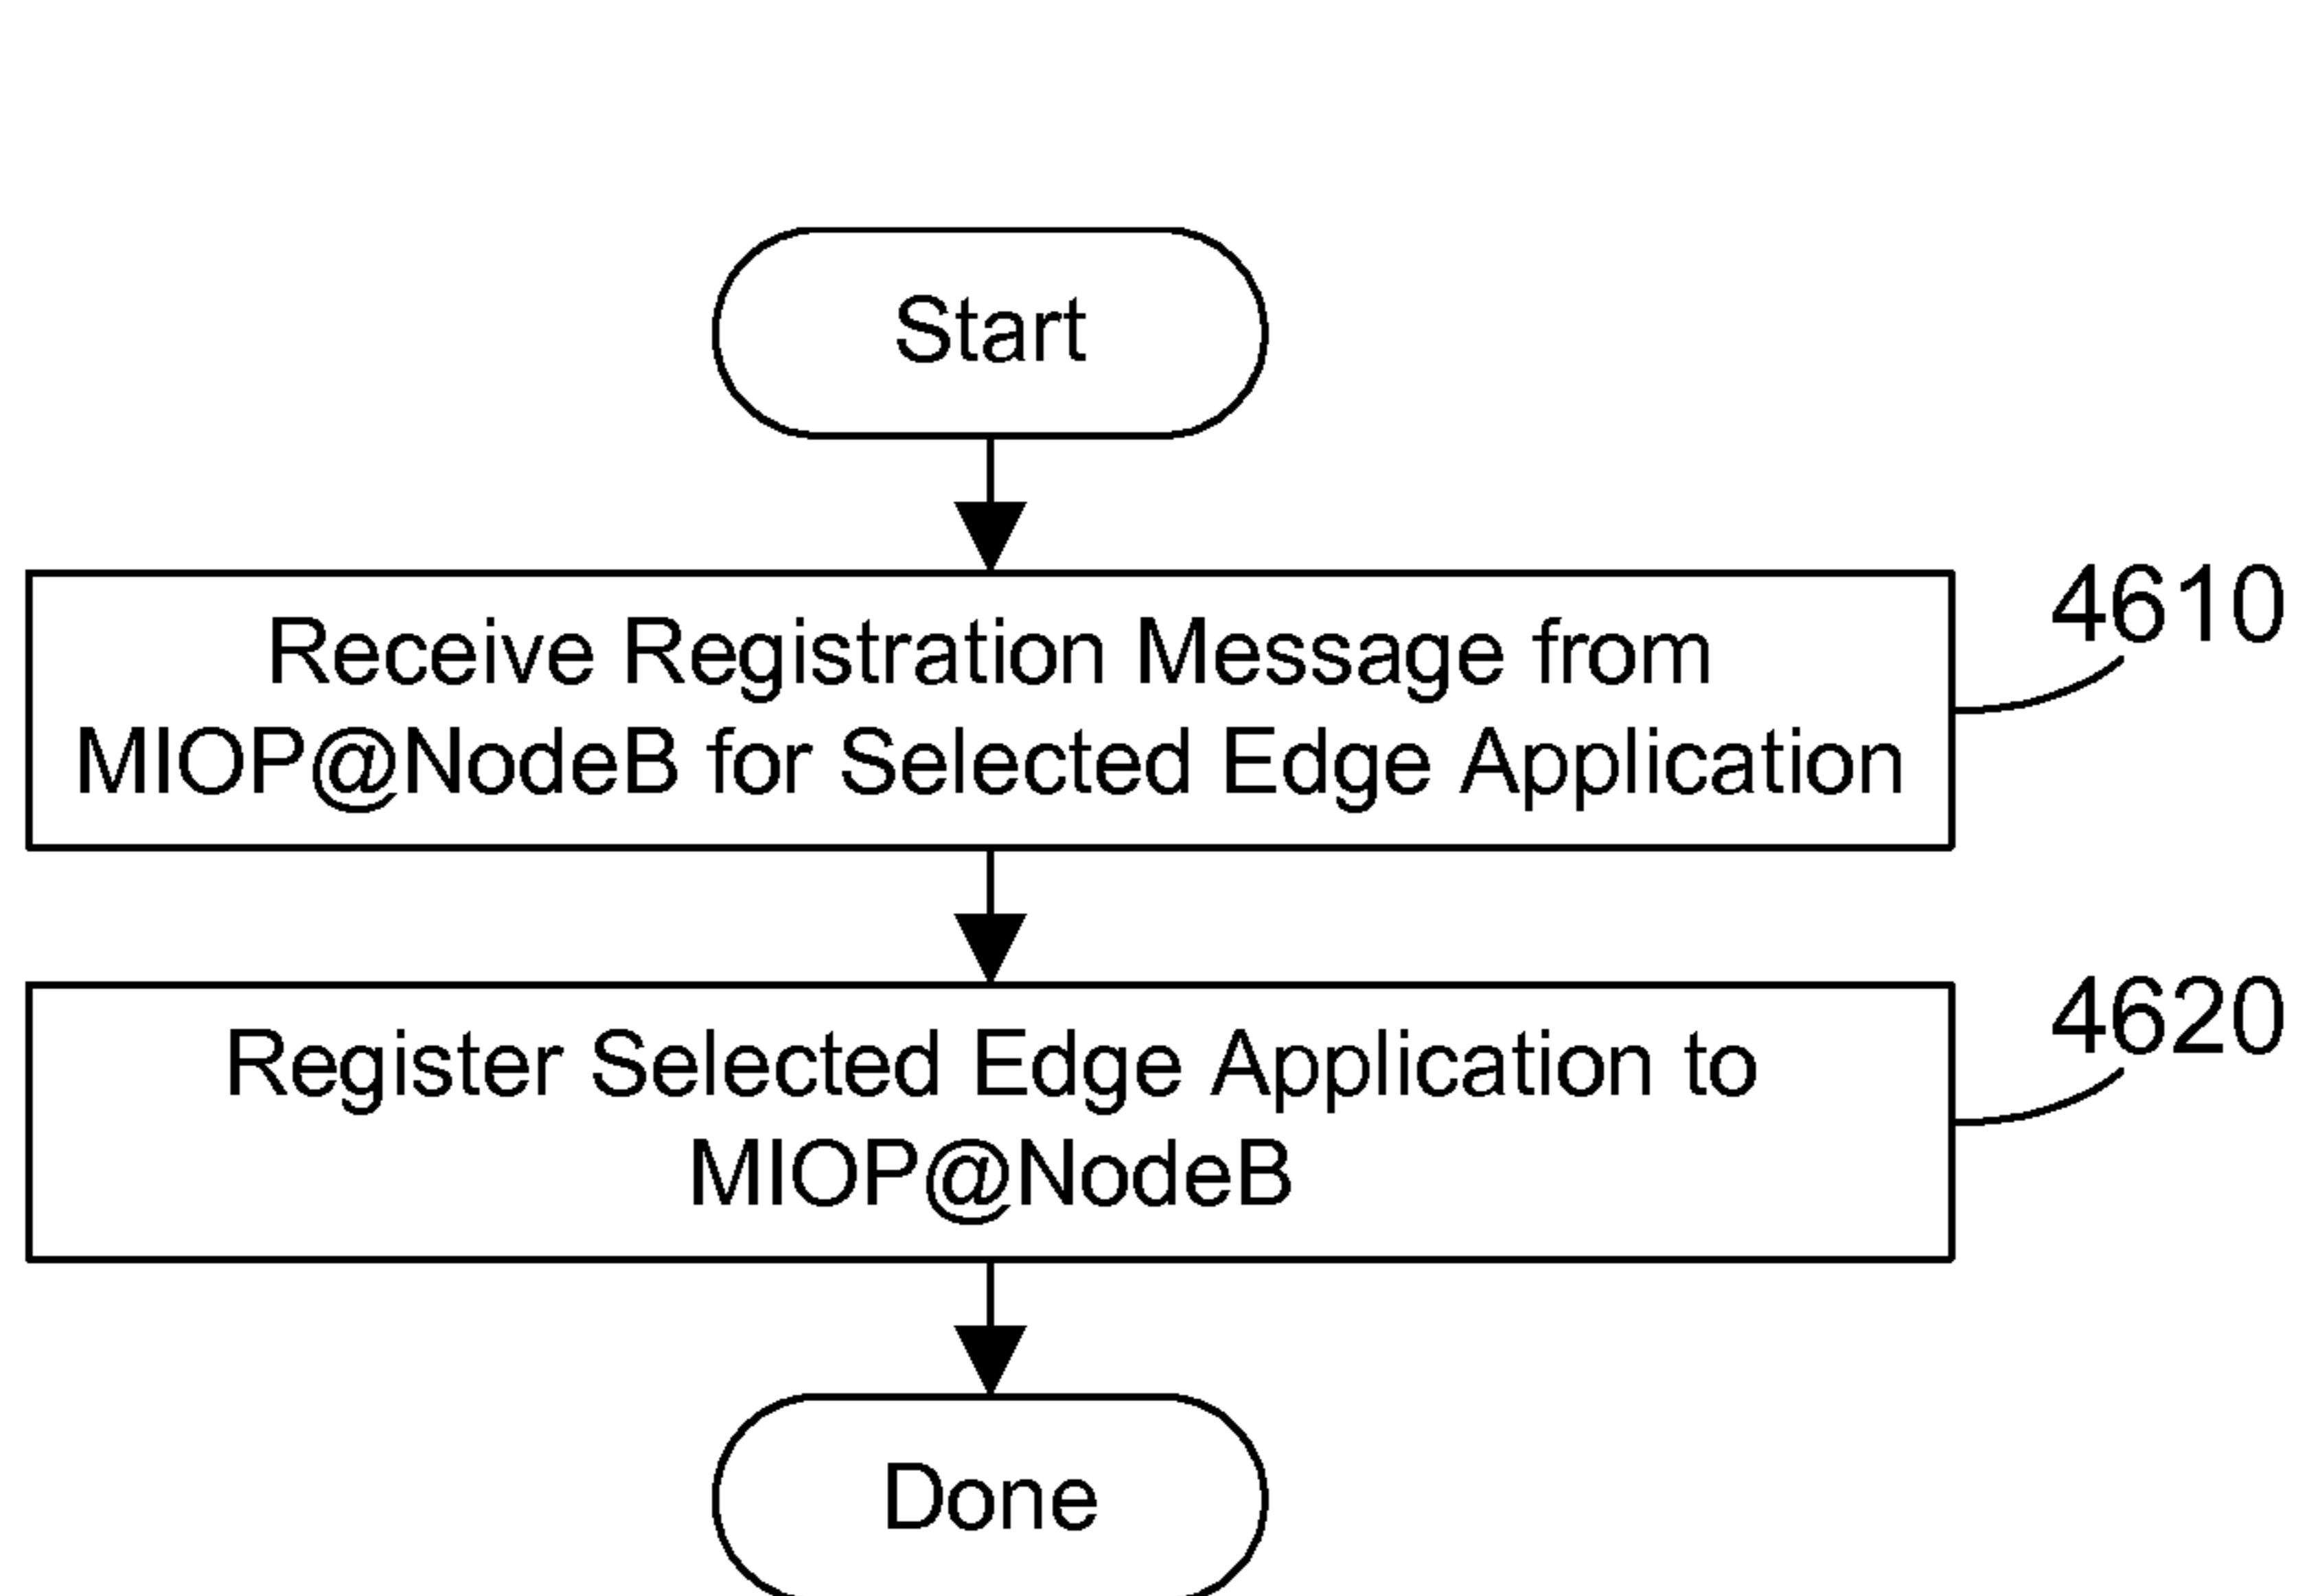 Start
Receive Registration Message from
MIOP@NodeB for Selected Edge Application
4610
Register Selected Edge Application to
MIOP@NodeB
4620
Done